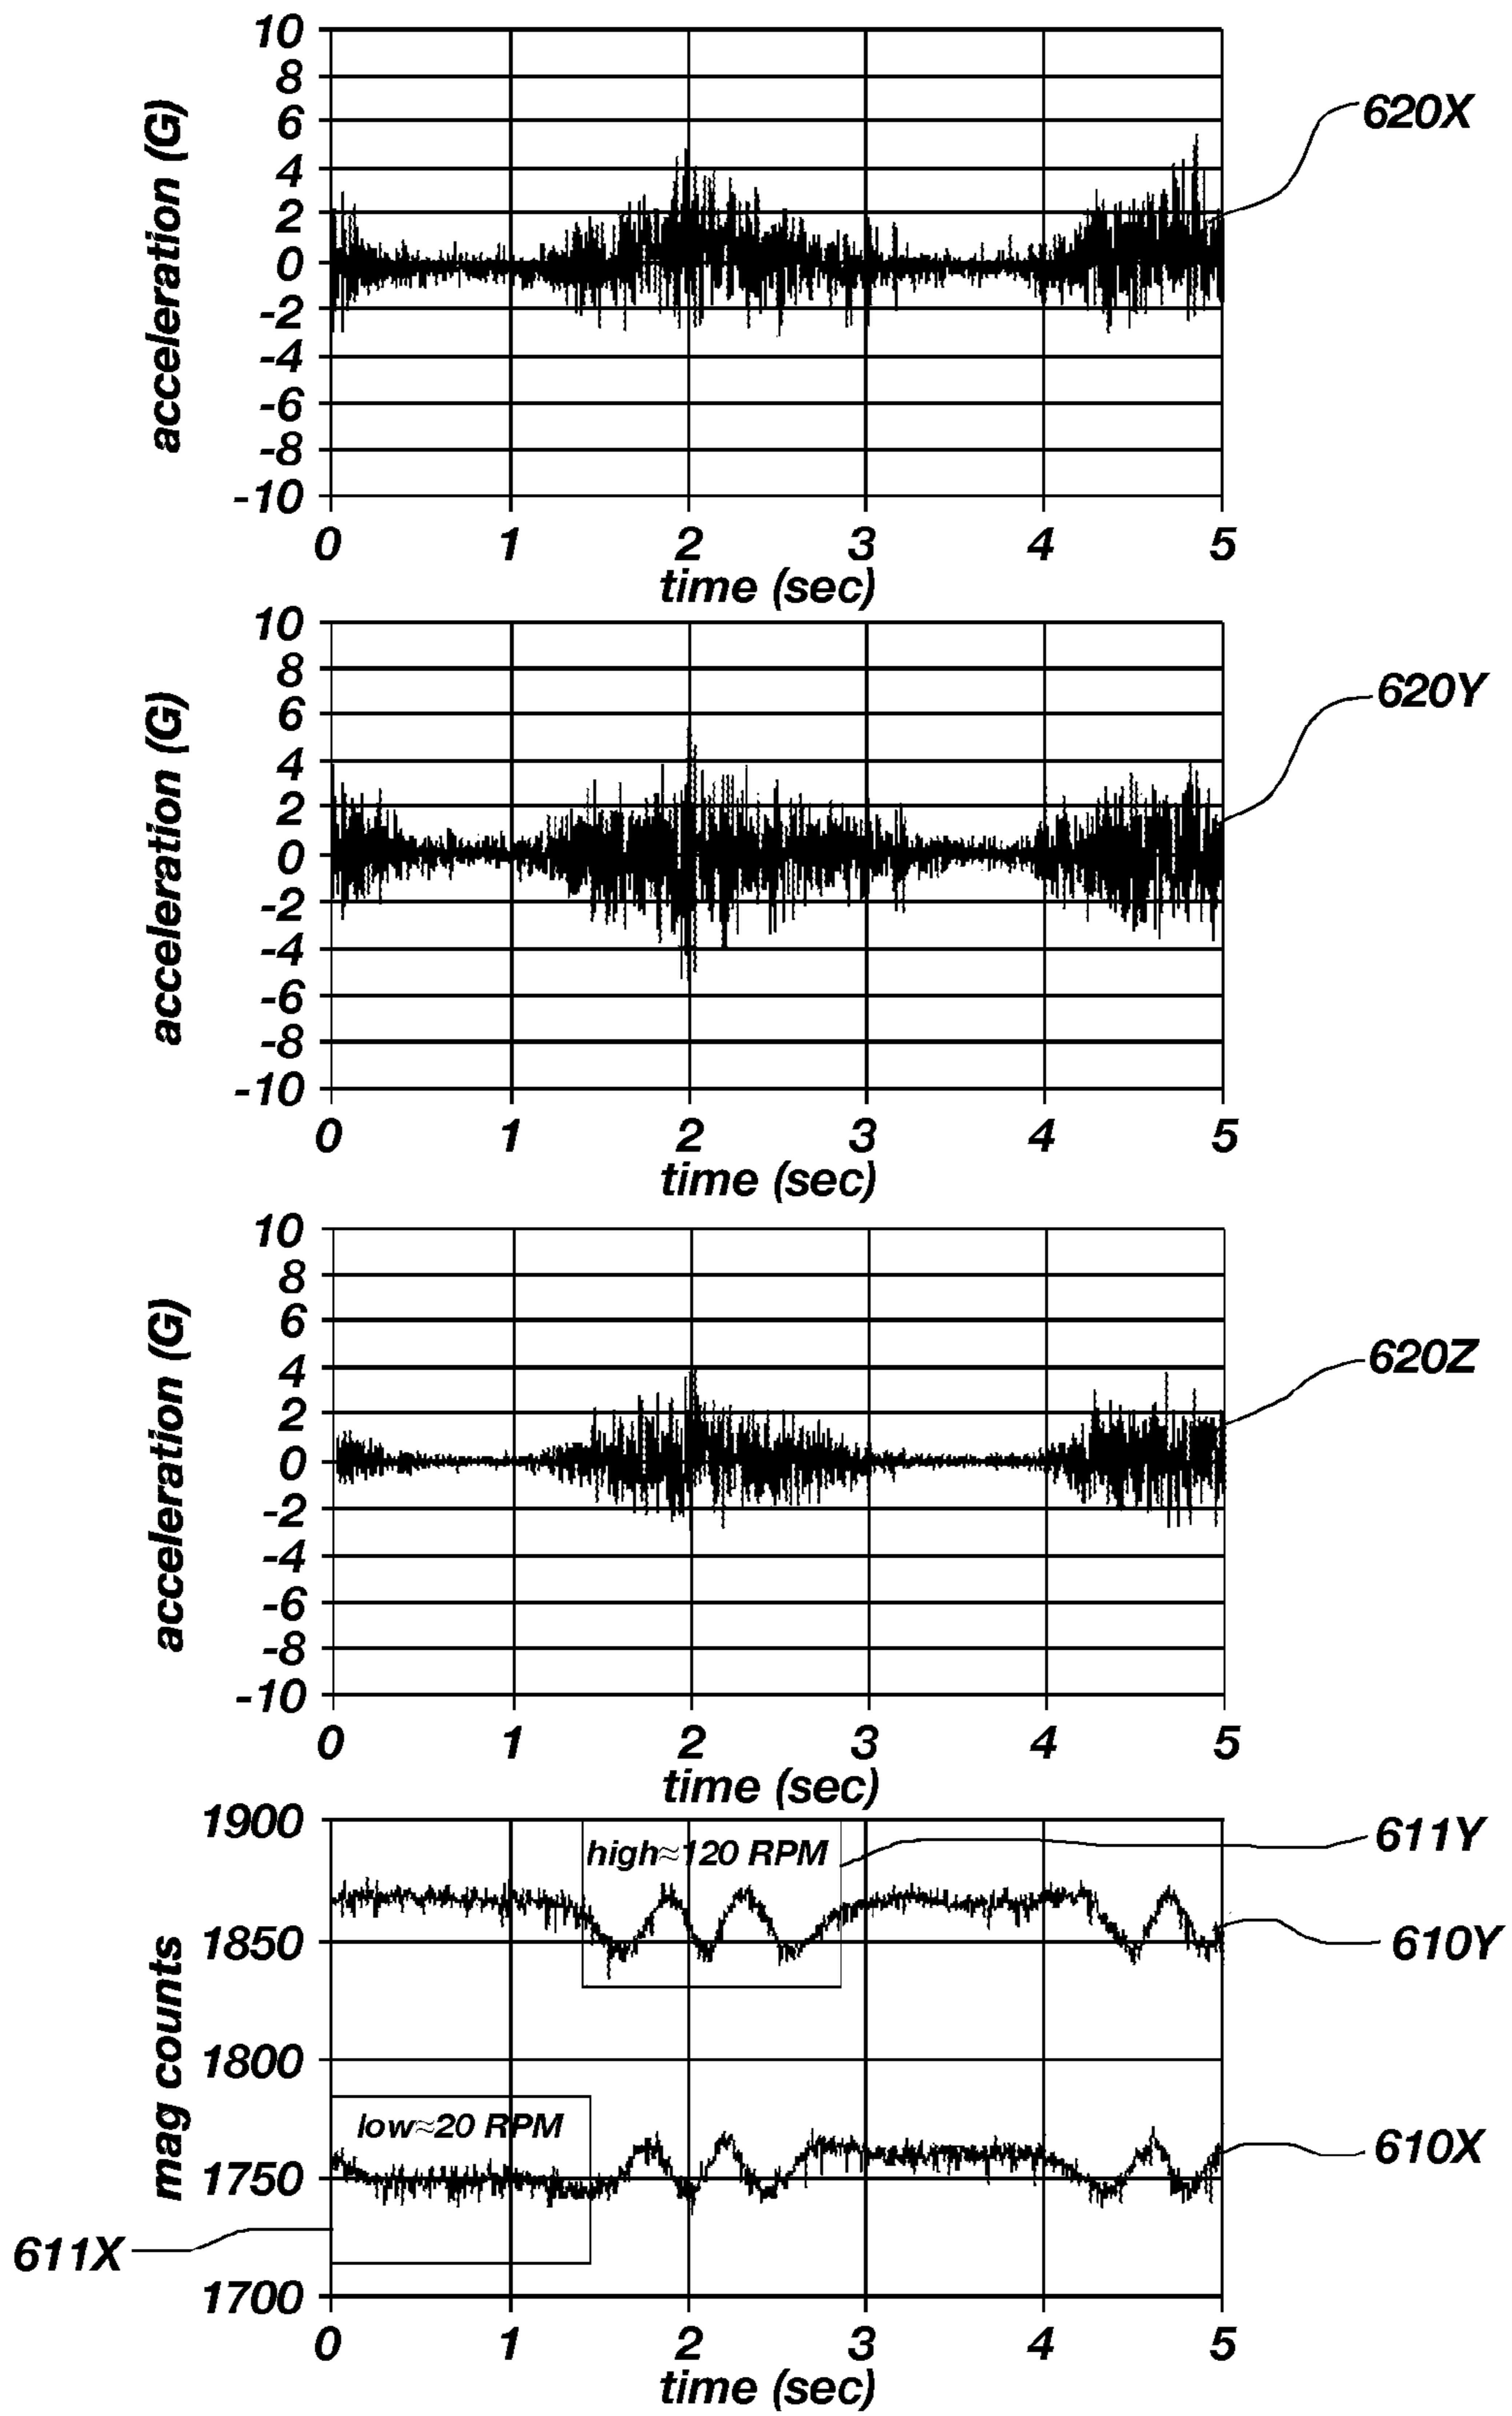 10
8
6
4
2
0
-2
-4
-6
-8
-10
acceleration (G)
620X
0 1 2 3 4 5
time (sec)
10
8
6
4
2
0
-2
-4
-6
-8
-10
acceleration (G)
620Y
0 1 2 3 4 5
time (sec)
10
8
6
4
2
0
-2
-4
-6
-8
-10
acceleration (G)
620Z
0 1 2 3 4 5
time (sec)
1900
1850
1800
1750
1700
mag counts
high≈120 RPM
611Y
610Y
low≈20 RPM
610X
611X
0 1 2 3 4 5
time (sec)